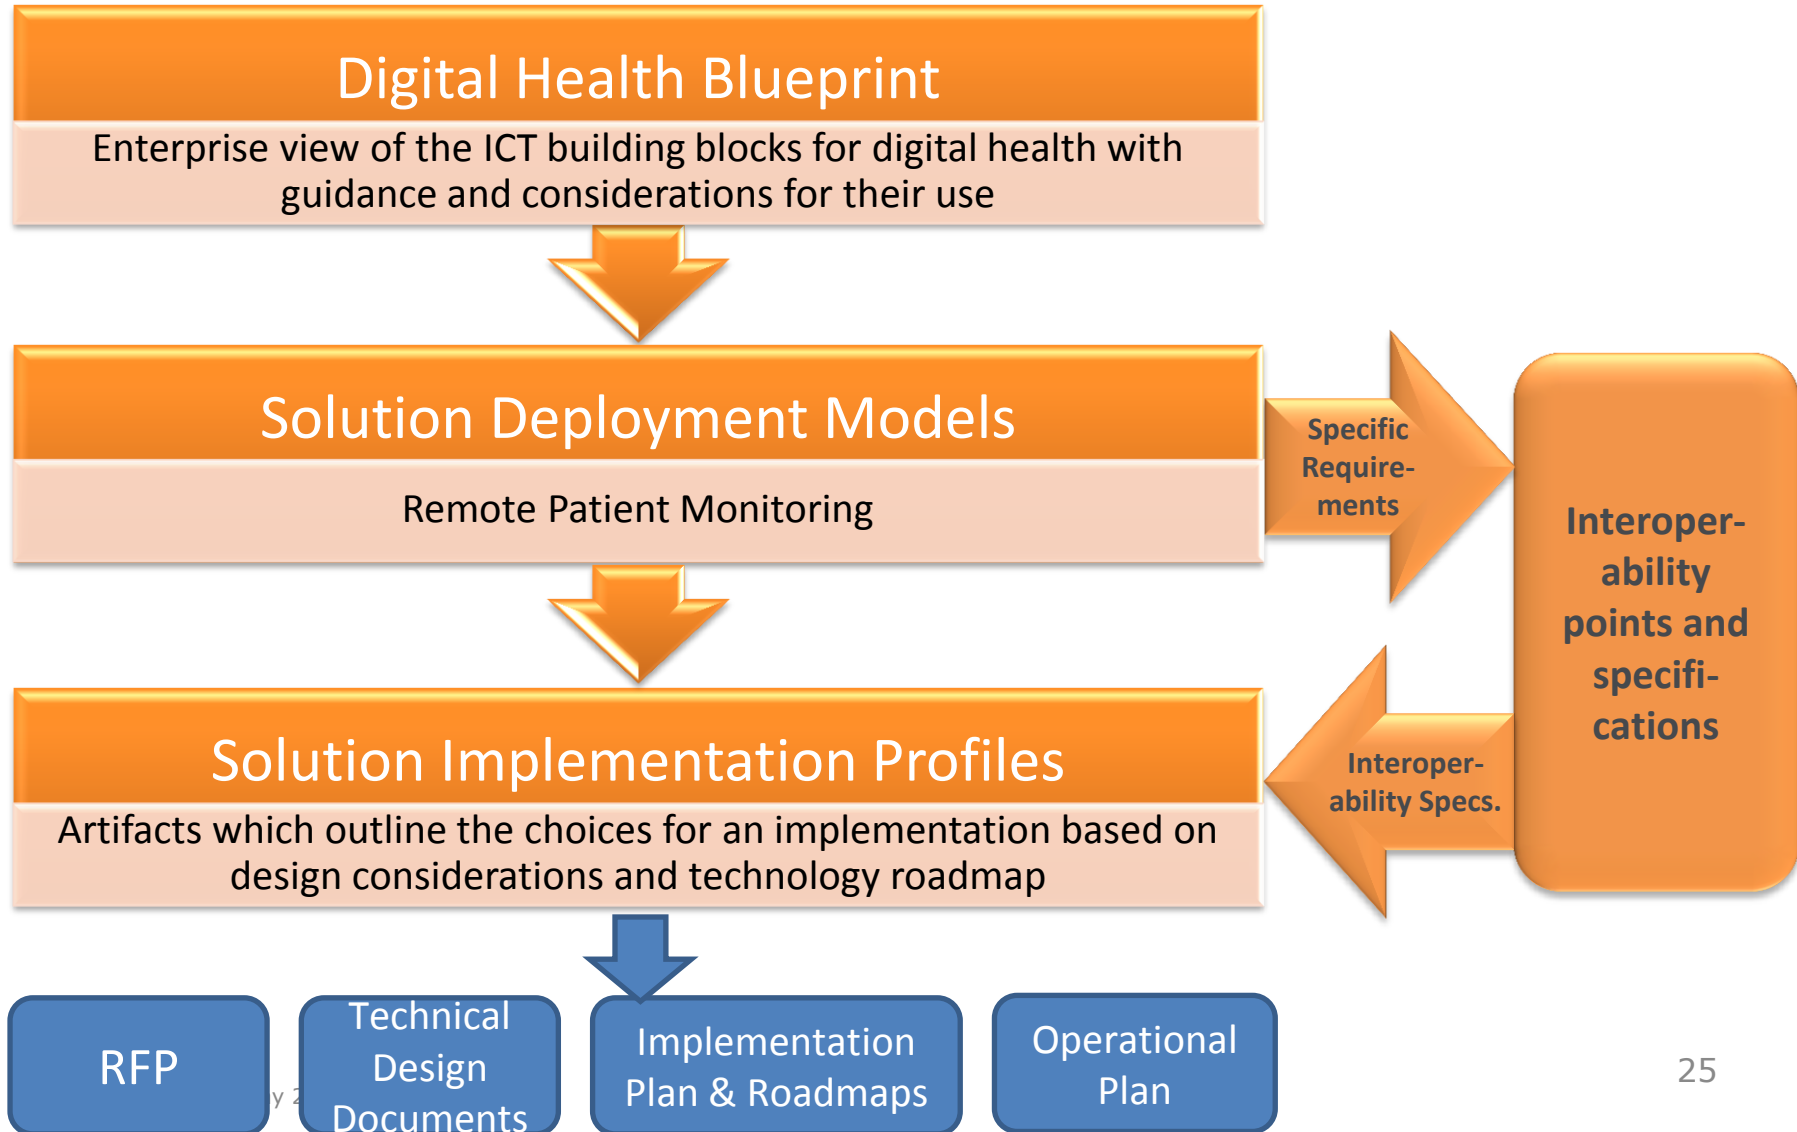 Digital Health Blueprint
Enterprise view of the ICT building blocks for digital health with
guidance and considerations for their use
Solution Deployment Models
Remote Patient Monitoring
Specific
Require-
ments
Interoper-
ability
points and
specifi-
cations
Solution Implementation Profiles
Artifacts which outline the choices for an implementation based on
design considerations and technology roadmap
Interoper-
ability Specs.
RFP
Technical
Design
Documents
Implementation
Plan & Roadmaps
Operational
Plan
25